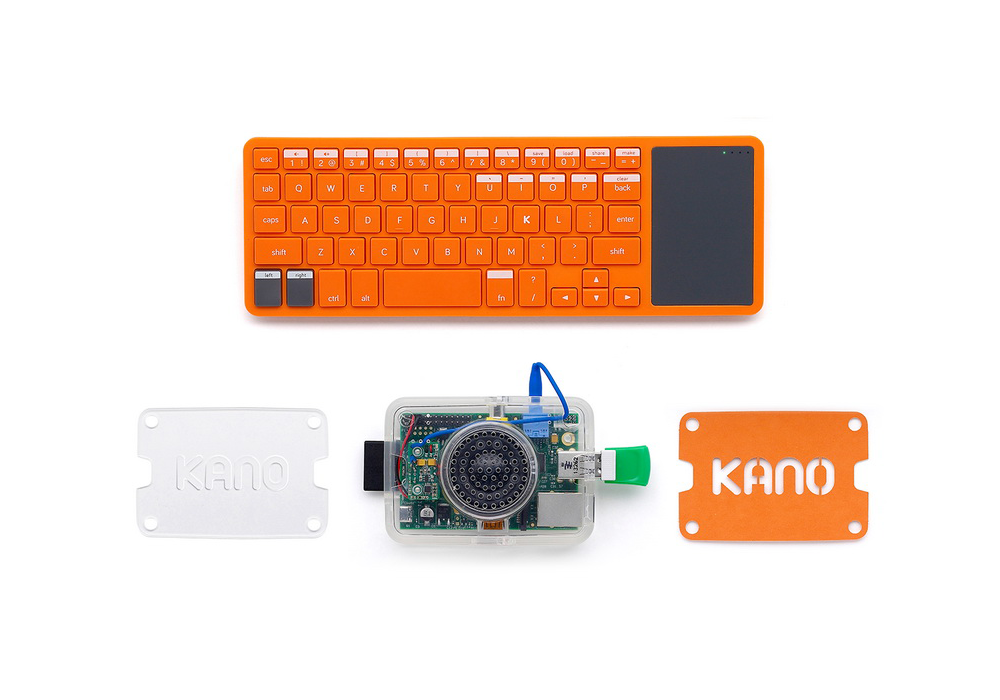 esc 1 ! 2 @ 3 # 4 $ 5 % 6 ^ 7 & 8 * save 9 ( load 0 ) share - _ make = +
tab Q W E R T Y U I O P clear back
caps A S D F G H J K L ; : enter
shift Z X C V B N M , < . > shift
left right ctrl alt fn ? /
KANO
KANO